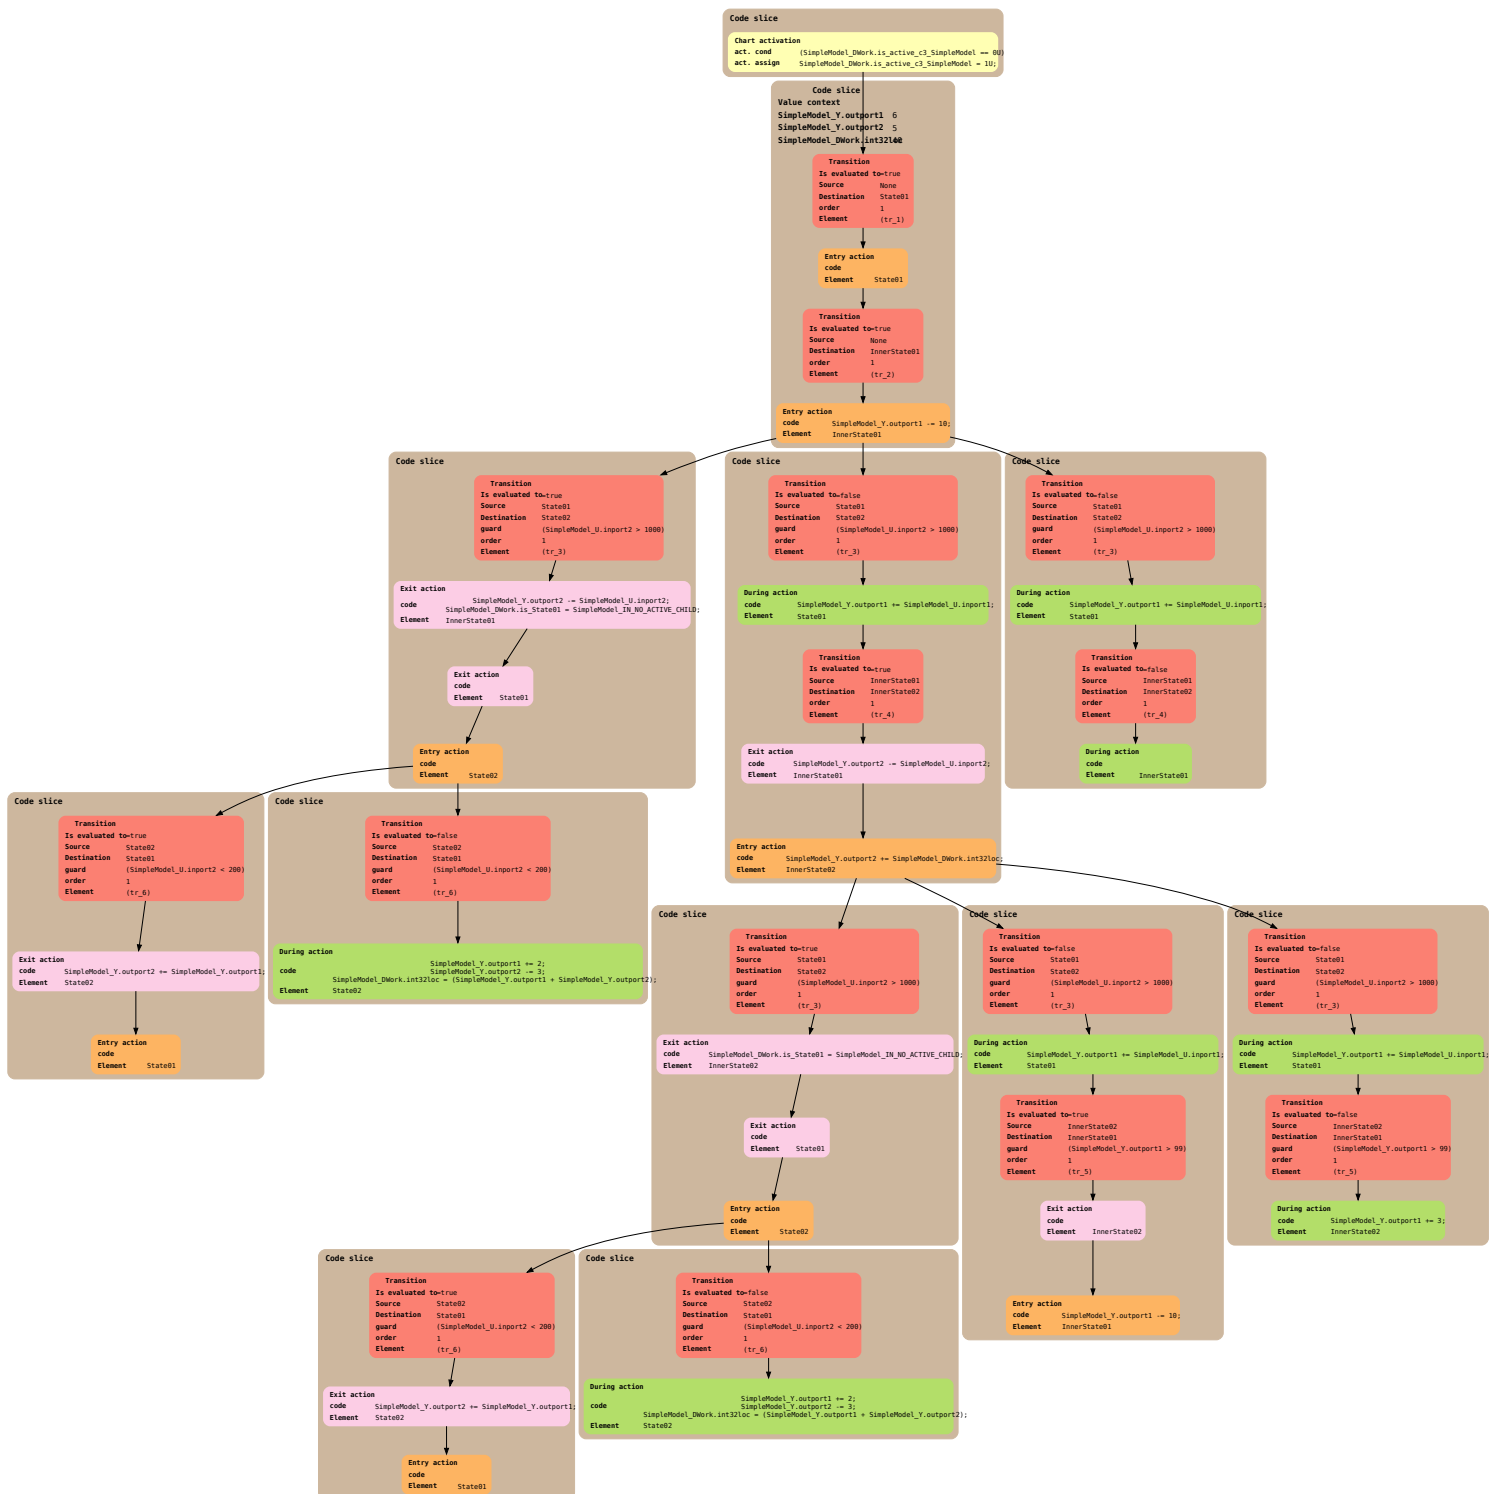 Code slice
Chart activation
act. cond (SimpleModel_DWork.is_active_c3_SimpleModel == 0U)
act. assign SimpleModel_DWork.is_active_c3_SimpleModel = 1U;
Code slice
Value context
SimpleModel_Y.outport1 6
SimpleModel_Y.outport2 5
SimpleModel_DWork.int32loc
Transition
Is evaluated to=true
Source None
Destination State01
order 1
Element (tr_1)
Entry action
code
Element State01
Transition
Is evaluated to=true
Source None
Destination InnerState01
order 1
Element (tr_2)
Entry action
code SimpleModel_Y.outport1 -= 10;
Element InnerState01
Code slice
Transition
Is evaluated to=true
Source State01
Destination State02
guard (SimpleModel_U.inport2 > 1000)
order 1
Element (tr_3)
Exit action
SimpleModel_Y.outport2 -= SimpleModel_U.inport2;
code
SimpleModel_DWork.is_State01 = SimpleModel_IN_NO_ACTIVE_CHILD;
Element InnerState01
Exit action
code
Element State01
Entry action
code
Element State02
Code slice
Transition
Is evaluated to=false
Source State01
Destination State02
guard (SimpleModel_U.inport2 > 1000)
order 1
Element (tr_3)
During action
code SimpleModel_Y.outport1 += SimpleModel_U.inport1;
Element State01
Transition
Is evaluated to=true
Source InnerState01
Destination InnerState02
order 1
Element (tr_4)
Exit action
code SimpleModel_Y.outport2 -= SimpleModel_U.inport2;
Element InnerState01
Entry action
code SimpleModel_Y.outport2 += SimpleModel_DWork.int32loc;
Element InnerState02
Code slice
Transition
Is evaluated to=false
Source State01
Destination State02
guard (SimpleModel_U.inport2 > 1000)
order 1
Element (tr_3)
During action
code SimpleModel_Y.outport1 += SimpleModel_U.inport1;
Element State01
Transition
Is evaluated to=false
Source InnerState01
Destination InnerState02
order 1
Element (tr_4)
During action
code
Element InnerState01
Code slice
Transition
Is evaluated to=true
Source State02
Destination State01
guard (SimpleModel_U.inport2 < 200)
order 1
Element (tr_6)
Exit action
code SimpleModel_Y.outport2 += SimpleModel_Y.outport1;
Element State02
Entry action
code
Element State01
Code slice
Transition
Is evaluated to=false
Source State02
Destination State01
guard (SimpleModel_U.inport2 < 200)
order 1
Element (tr_6)
During action
SimpleModel_Y.outport1 += 2;
code SimpleModel_Y.outport2 -= 3;
SimpleModel_DWork.int32loc = (SimpleModel_Y.outport1 + SimpleModel_Y.outport2);
Element State02
Code slice
Transition
Is evaluated to=true
Source State01
Destination State02
guard (SimpleModel_U.inport2 > 1000)
order 1
Element (tr_3)
Exit action
code SimpleModel_DWork.is_State01 = SimpleModel_IN_NO_ACTIVE_CHILD;
Element InnerState02
Exit action
code
Element State01
Entry action
code
Element State02
Code slice
Transition
Is evaluated to=false
Source State01
Destination State02
guard (SimpleModel_U.inport2 > 1000)
order 1
Element (tr_3)
During action
code SimpleModel_Y.outport1 += SimpleModel_U.inport1;
Element State01
Transition
Is evaluated to=true
Source InnerState02
Destination InnerState01
guard (SimpleModel_Y.outport1 > 99)
order 1
Element (tr_5)
Exit action
code
Element InnerState02
Entry action
code SimpleModel_Y.outport1 -= 10;
Element InnerState01
Code slice
Transition
Is evaluated to=false
Source State01
Destination State02
guard (SimpleModel_U.inport2 > 1000)
order 1
Element (tr_3)
During action
code SimpleModel_Y.outport1 += SimpleModel_U.inport1;
Element State01
Transition
Is evaluated to=false
Source InnerState02
Destination InnerState01
guard (SimpleModel_Y.outport1 > 99)
order 1
Element (tr_5)
During action
code SimpleModel_Y.outport1 += 3;
Element InnerState02
Code slice
Transition
Is evaluated to=true
Source State02
Destination State01
guard (SimpleModel_U.inport2 < 200)
order 1
Element (tr_6)
Exit action
code SimpleModel_Y.outport2 += SimpleModel_Y.outport1;
Element State02
Entry action
code
Element State01
Code slice
Transition
Is evaluated to=false
Source State02
Destination State01
guard (SimpleModel_U.inport2 < 200)
order 1
Element (tr_6)
During action
SimpleModel_Y.outport1 += 2;
code SimpleModel_Y.outport2 -= 3;
SimpleModel_DWork.int32loc = (SimpleModel_Y.outport1 + SimpleModel_Y.outport2);
Element State02